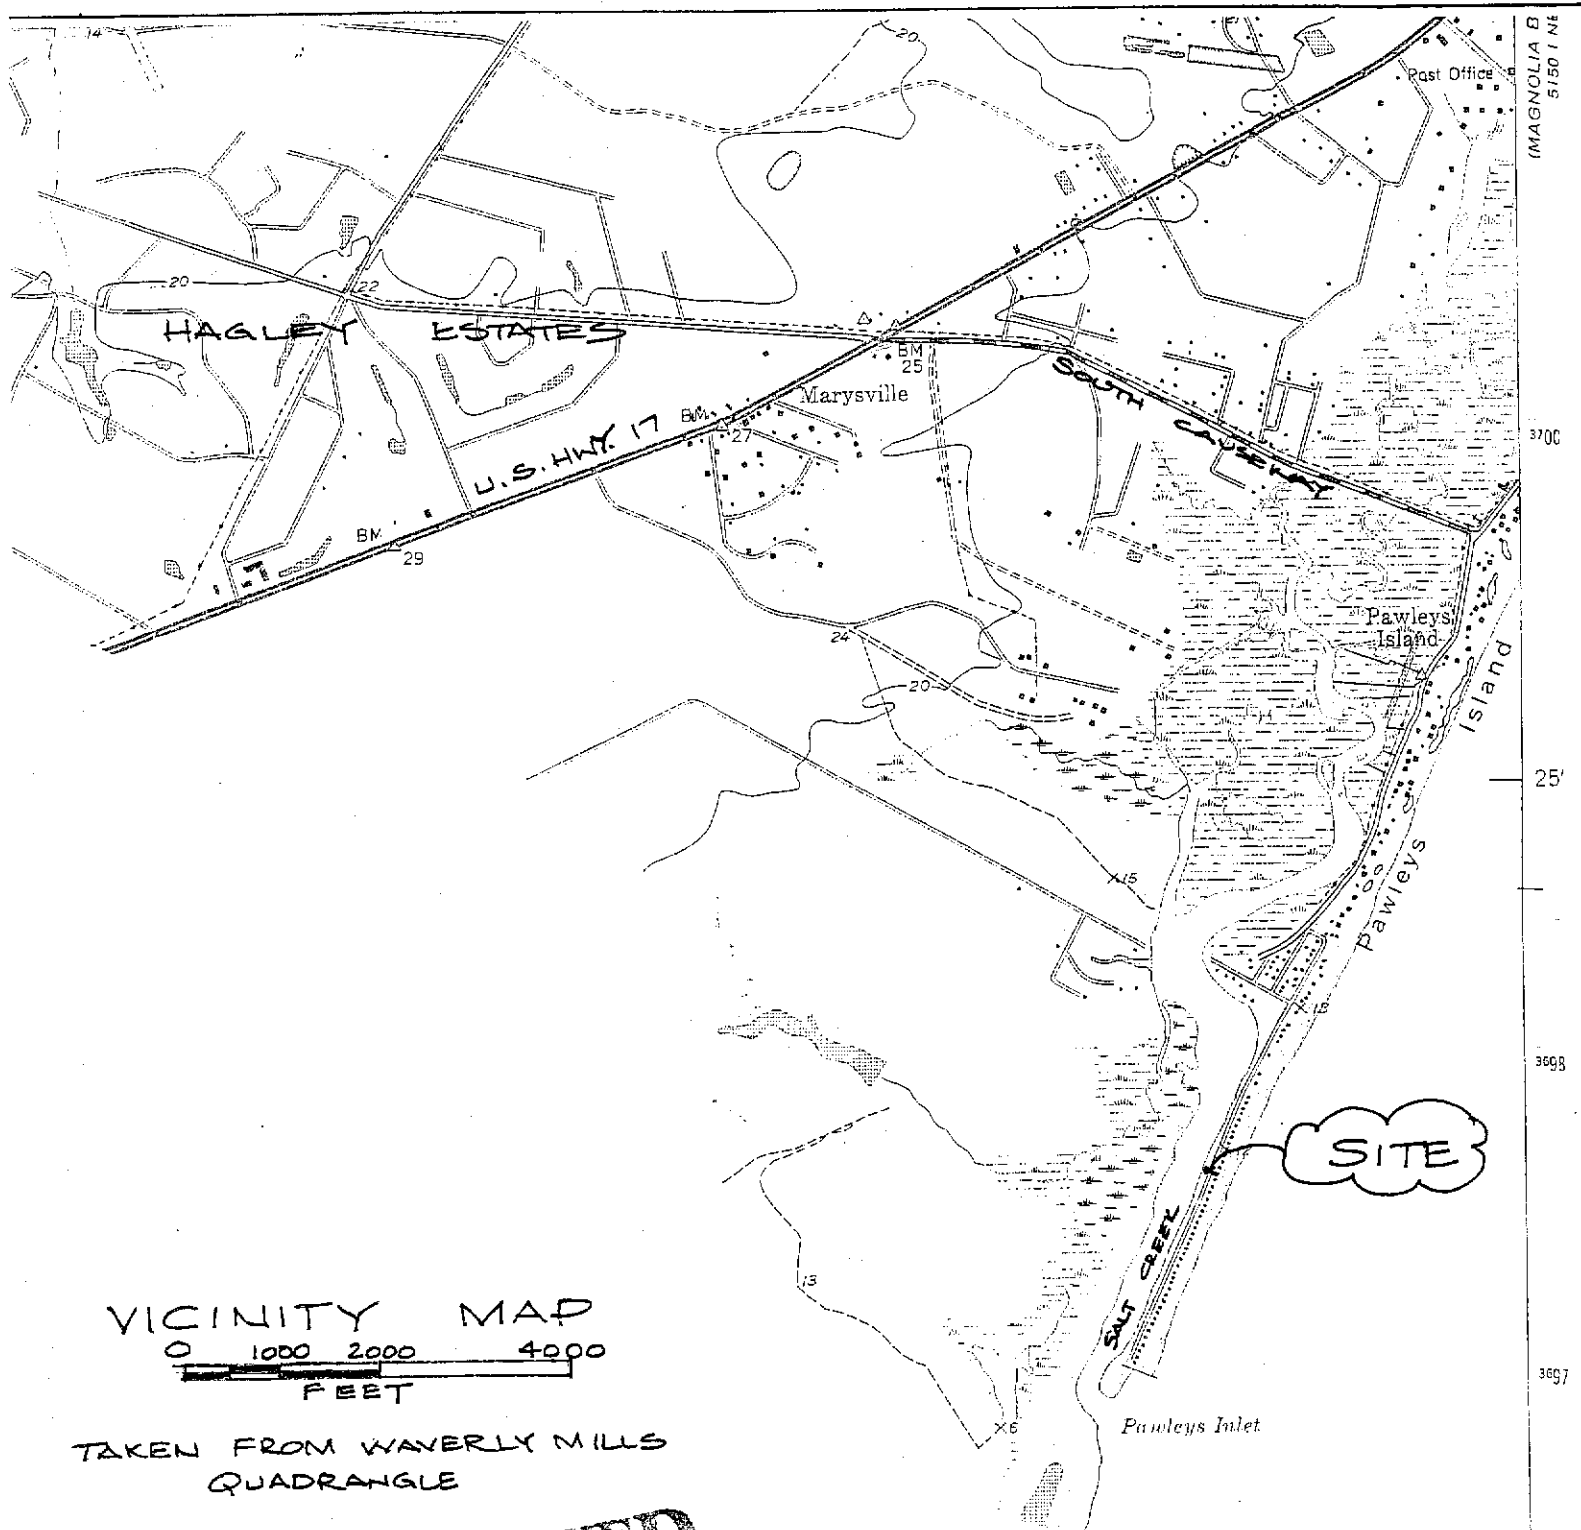 14
20
(MAGNOLIA B
5150 I NE
Post Office
20
22
HAGLEY ESTATES
BM
25
SOUTH CAUSEWAY
Marysville
BM
27
U.S. HWY. 17
3700
BM
29
Pawleys
Island
24
20
Pawleys Island
25'
15
18
3698
SITE
SALT CREEK
13
VICINITY MAP
0 1000 2000 4000
FEET
3697
6
Pawleys Inlet
TAKEN FROM WAVERLY MILLS
QUADRANGLE